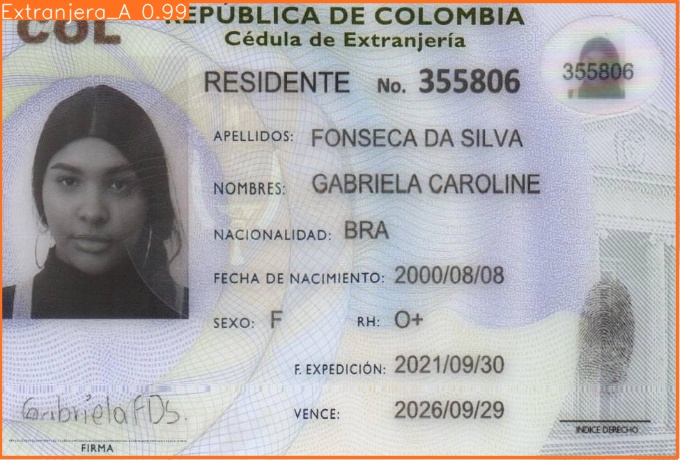 Extranjera_A 0.99
COL
REPÚBLICA DE COLOMBIA
Cédula de Extranjería
RESIDENTE No. 355806
355806
APELLIDOS: FONSECA DA SILVA
NOMBRES: GABRIELA CAROLINE
NACIONALIDAD: BRA
FECHA DE NACIMIENTO: 2000/08/08
SEXO: F RH: O+
F. EXPEDICIÓN: 2021/09/30
VENCE: 2026/09/29
GabrielaFDS.
FIRMA
INDICE DERECHO